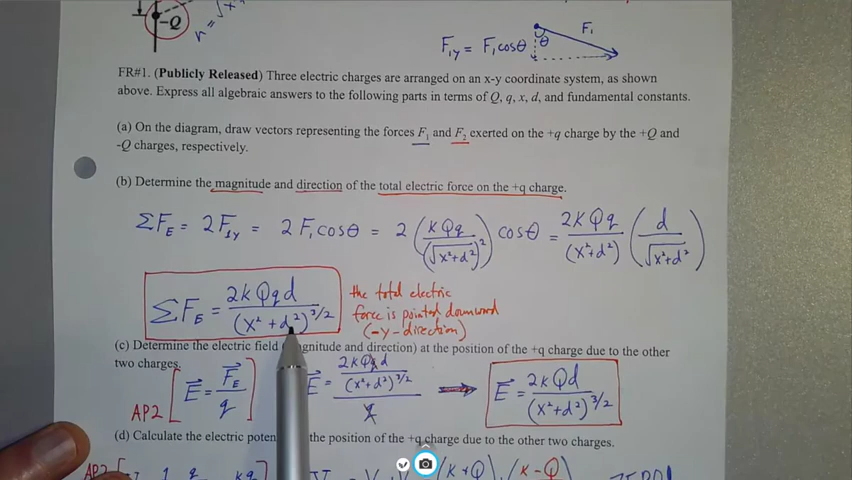 -Q
r = √x²
F₁y = F₁cosθ
θ
F₁
FR#1. (Publicly Released) Three electric charges are arranged on an x-y coordinate system, as shown
above. Express all algebraic answers to the following parts in terms of Q, q, x, d, and fundamental constants.
(a) On the diagram, draw vectors representing the forces F₁ and F₂ exerted on the +q charge by the +Q and
-Q charges, respectively.
(b) Determine the magnitude and direction of the total electric force on the +q charge.
ΣF_E = 2F₁y = 2F₁cosθ = 2(kQq/(√x²+d²)²) cosθ = 2kQq/(x²+d²) (d/√x²+d²)
ΣF_E = 2kQqd/(x²+d²)^3/2
the total electric
force is pointed downward
(-y-direction)
(c) Determine the electric field (magnitude and direction) at the position of the +q charge due to the other
two charges.
AP2 [E⃗ = F⃗_E/q] E⃗ = (2kQqd/(x²+d²)^3/2)/q → E⃗ = 2kQd/(x²+d²)^3/2
(d) Calculate the electric poten the position of the +q charge due to the other two charges.
AP2
(k+Q) (k-Q) ZERO!